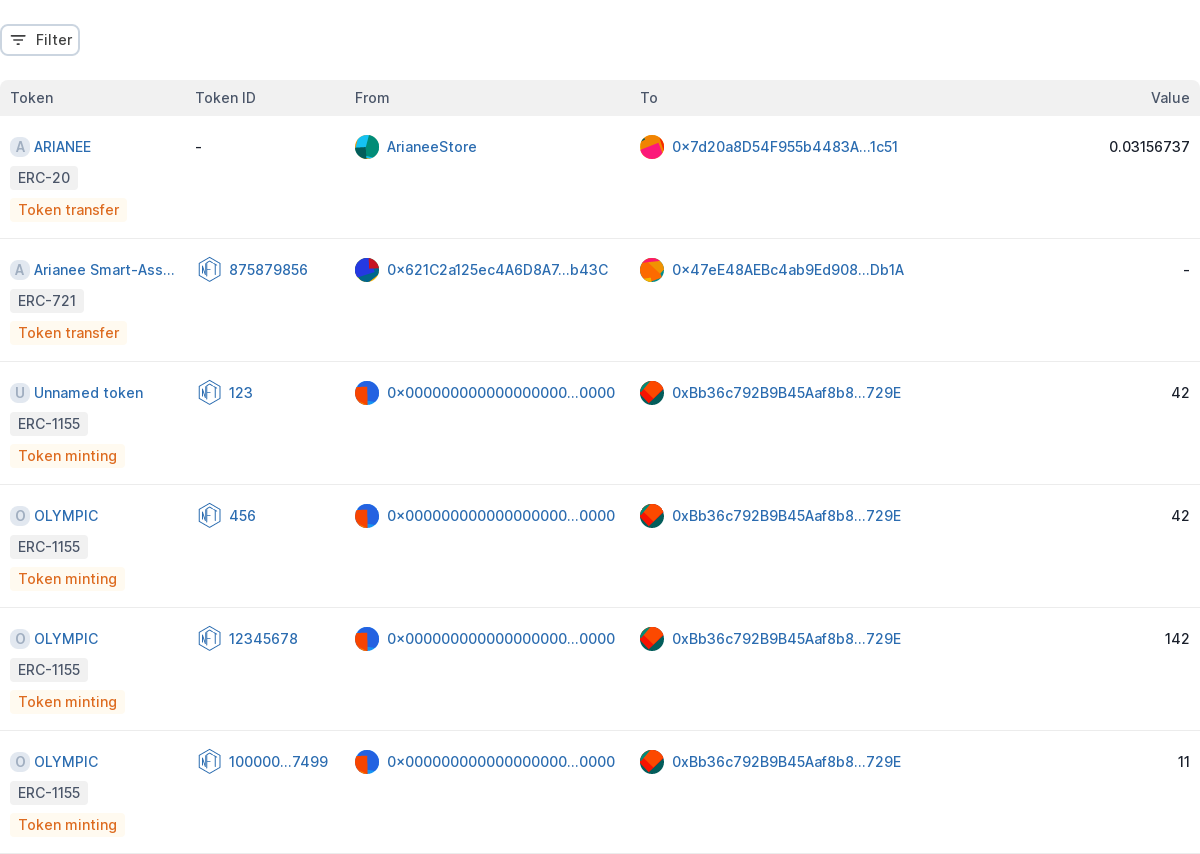 Filter
Token Token ID From To Value
A ARIANEE - ArianeeStore 0x7d20a8D54F955b4483A...1c51 0.03156737
ERC-20
Token transfer
A Arianee Smart-Ass... NFT 875879856 0x621C2a125ec4A6D8A7...b43C 0x47eE48AEBc4ab9Ed908...Db1A -
ERC-721
Token transfer
U Unnamed token NFT 123 0x000000000000000000...0000 0xBb36c792B9B45Aaf8b8...729E 42
ERC-1155
Token minting
O OLYMPIC NFT 456 0x000000000000000000...0000 0xBb36c792B9B45Aaf8b8...729E 42
ERC-1155
Token minting
O OLYMPIC NFT 12345678 0x000000000000000000...0000 0xBb36c792B9B45Aaf8b8...729E 142
ERC-1155
Token minting
O OLYMPIC NFT 100000...7499 0x000000000000000000...0000 0xBb36c792B9B45Aaf8b8...729E 11
ERC-1155
Token minting